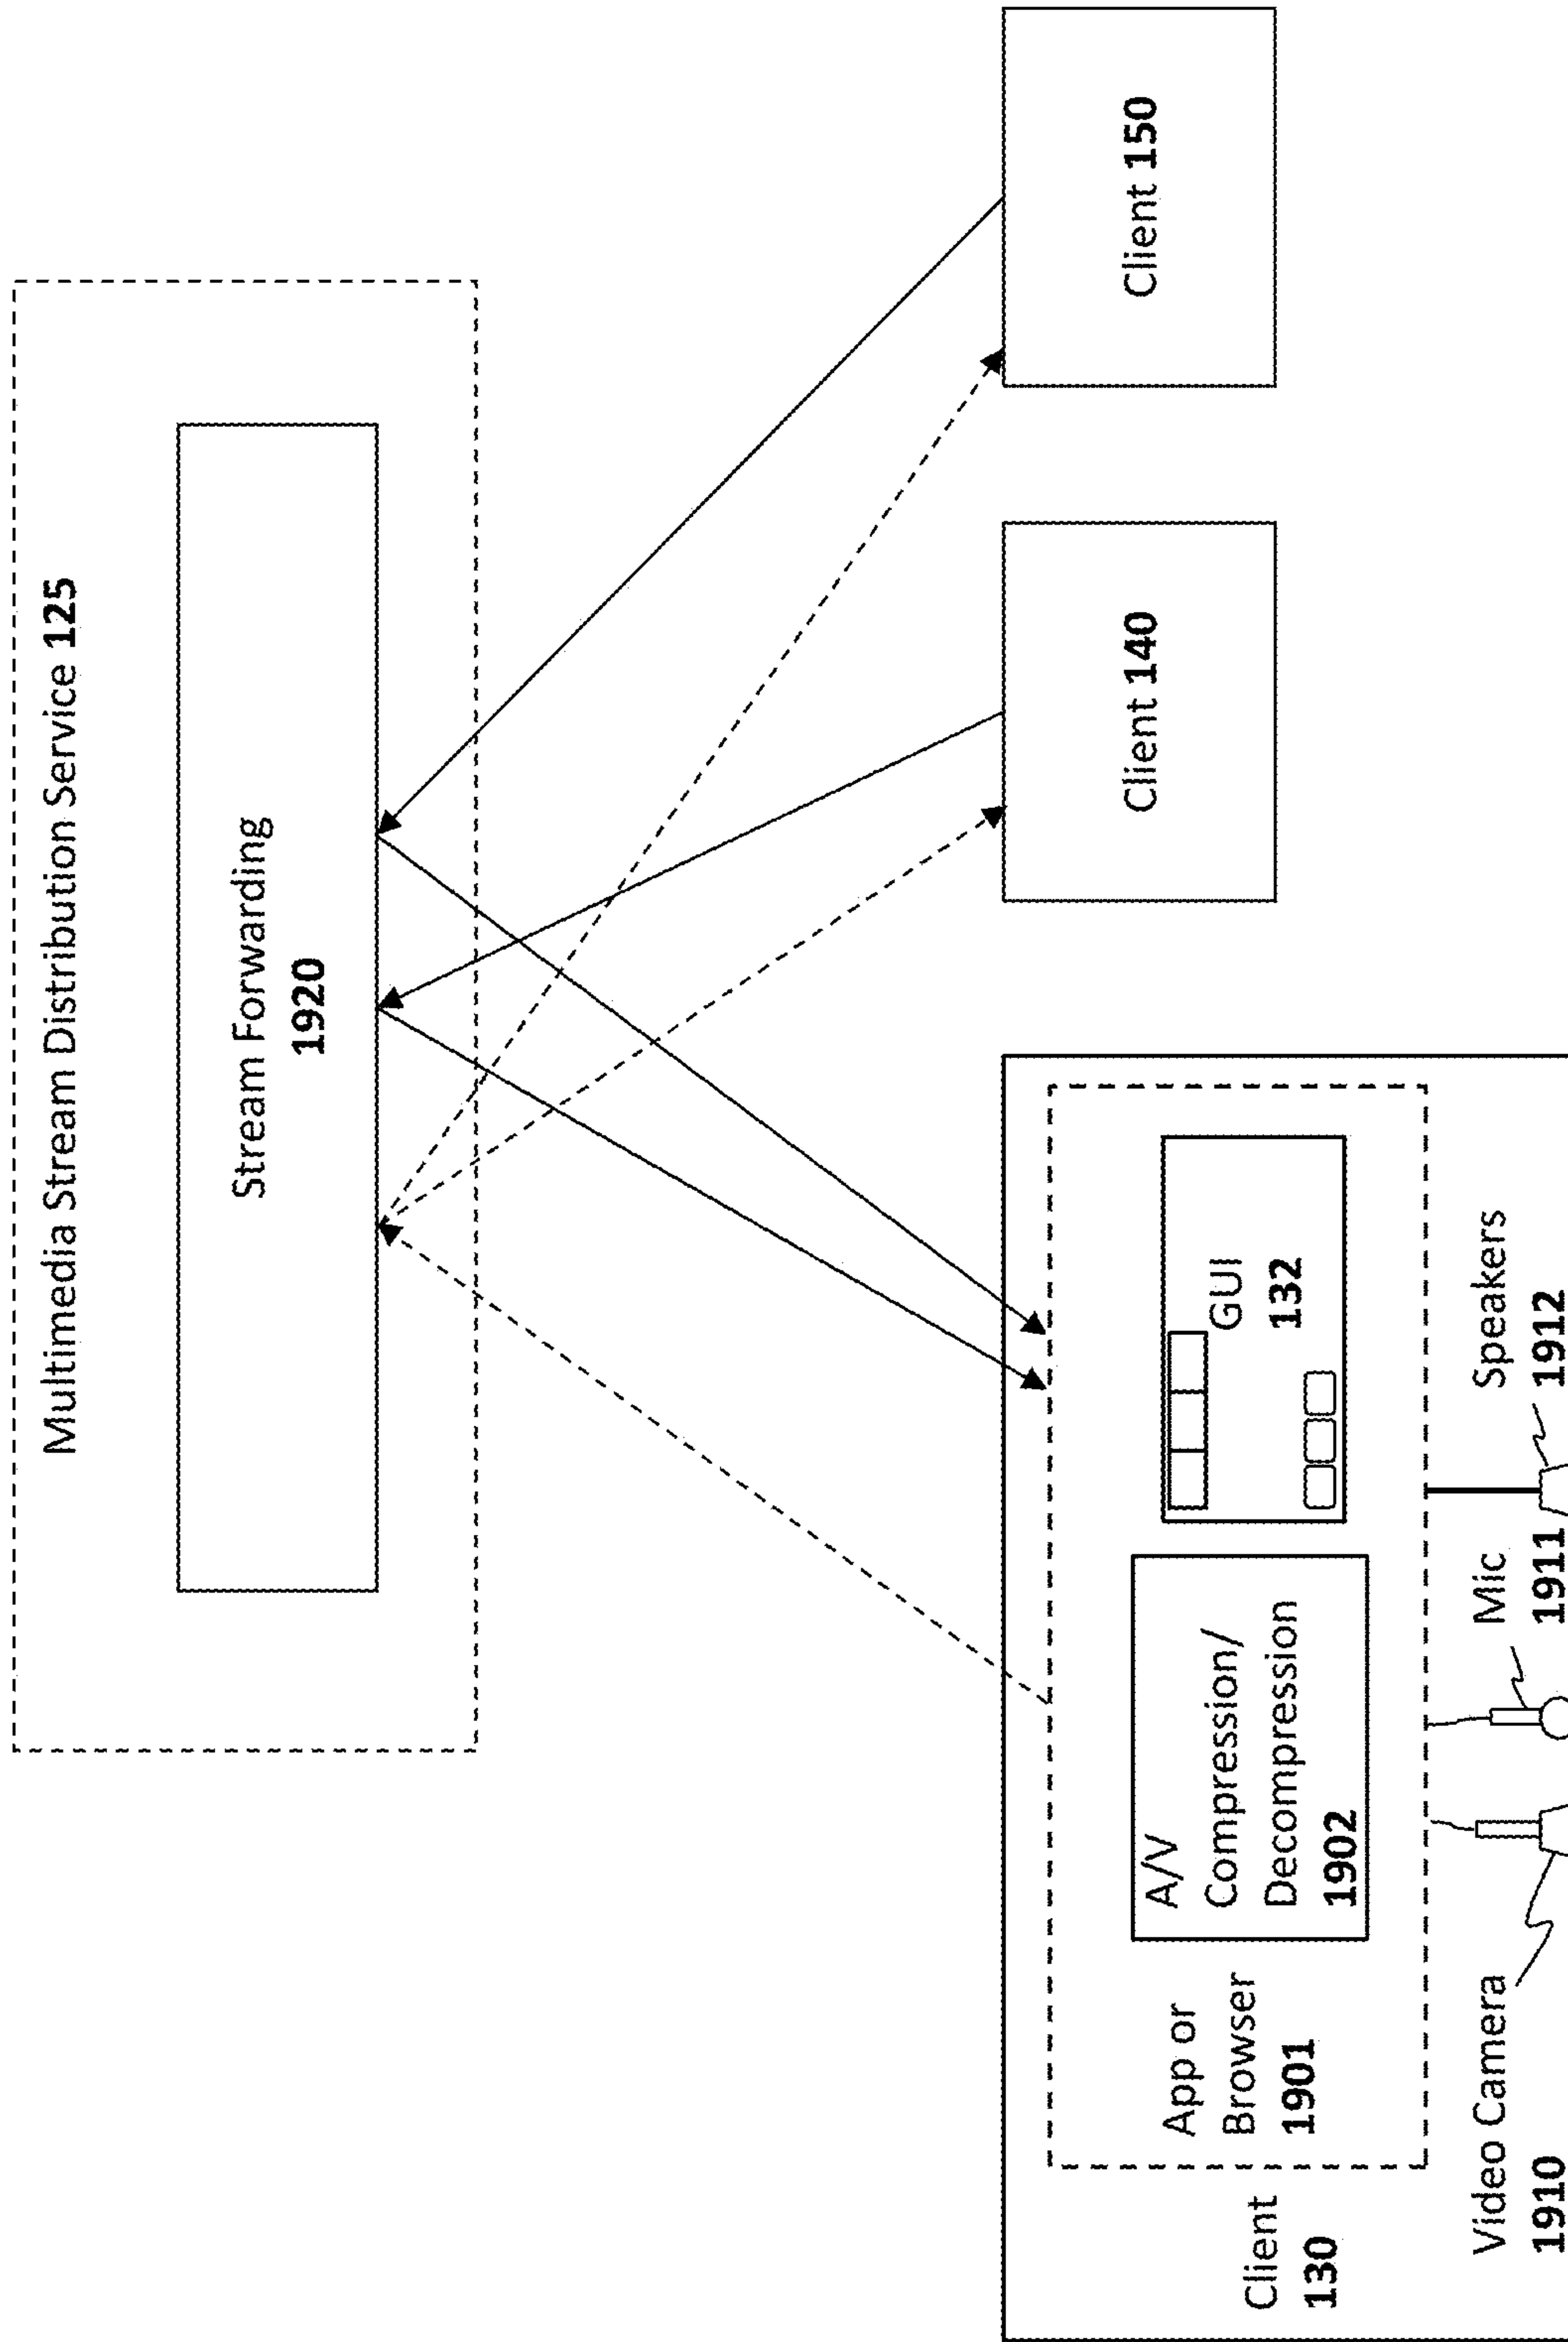 Multimedia Stream Distribution Service 125
Stream Forwarding
1920
Client
130
App or
Browser
1901
A/V
Compression/
Decompression
1902
GUI
132
Client 140
Client 150
Video Camera
1910
Mic
1911
Speakers
1912